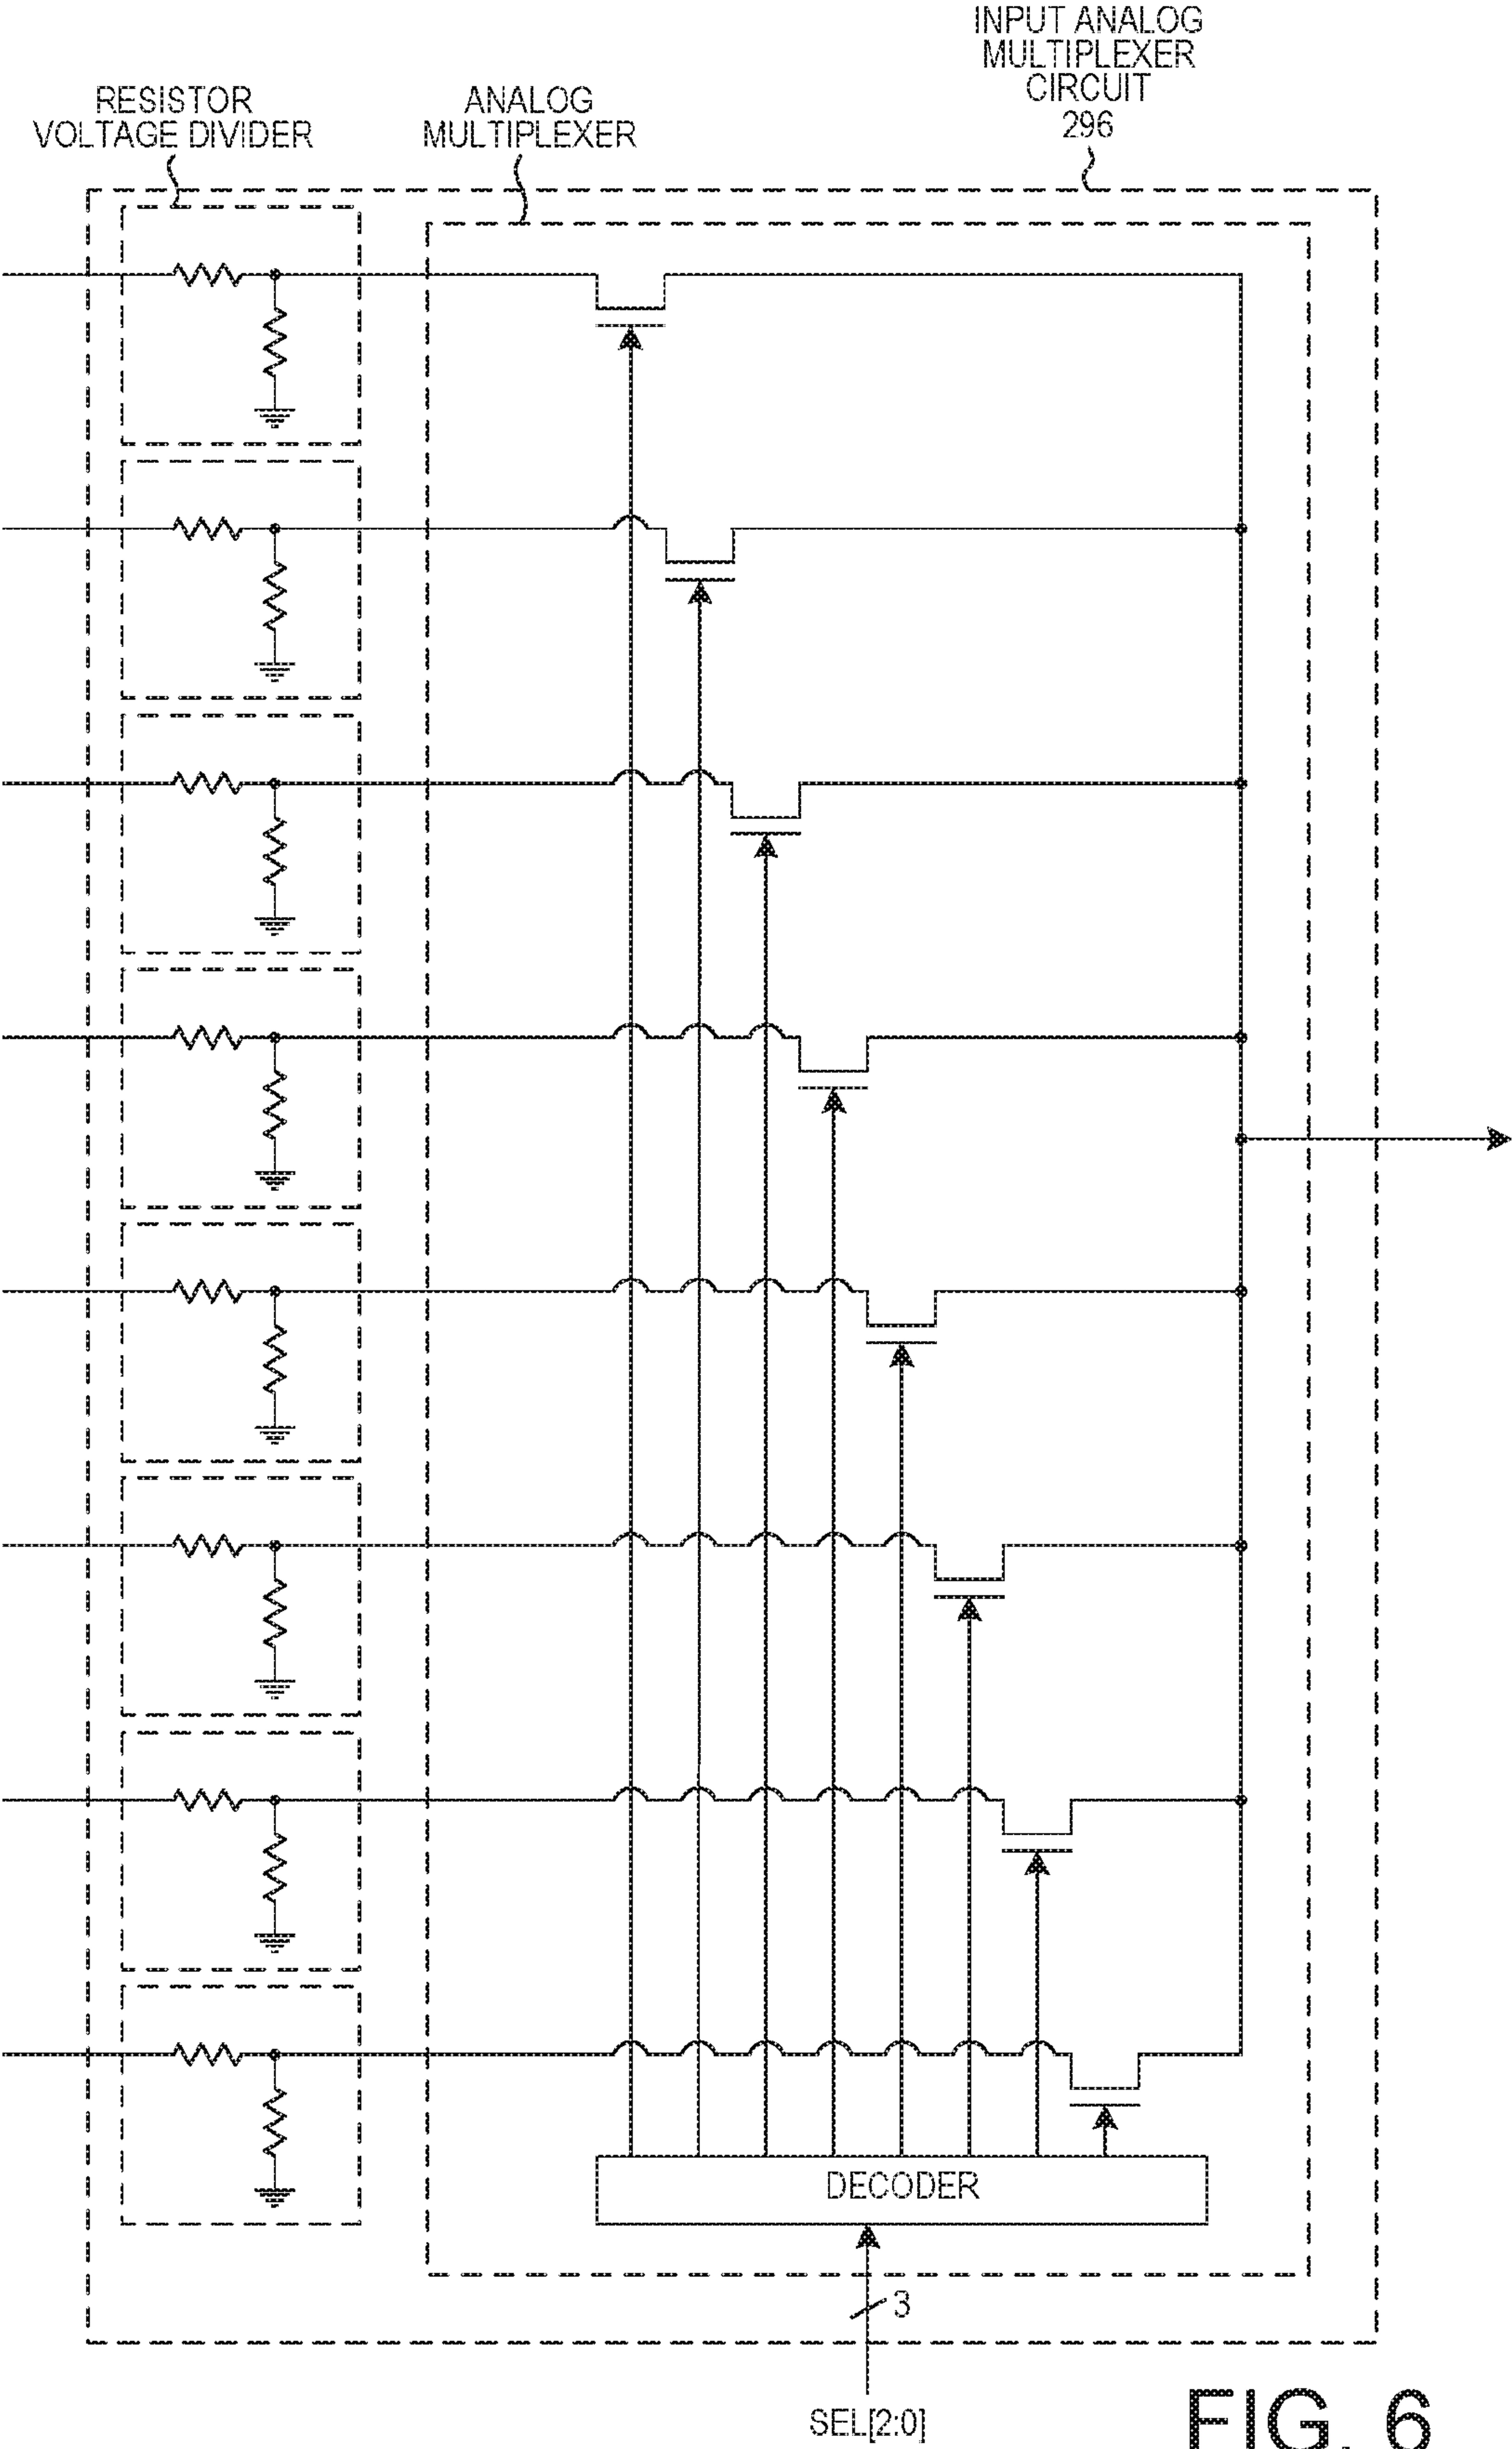 INPUT ANALOG
MULTIPLEXER
CIRCUIT
296
RESISTOR
VOLTAGE DIVIDER
ANALOG
MULTIPLEXER
DECODER
3
SEL[2:0]
FIG. 6